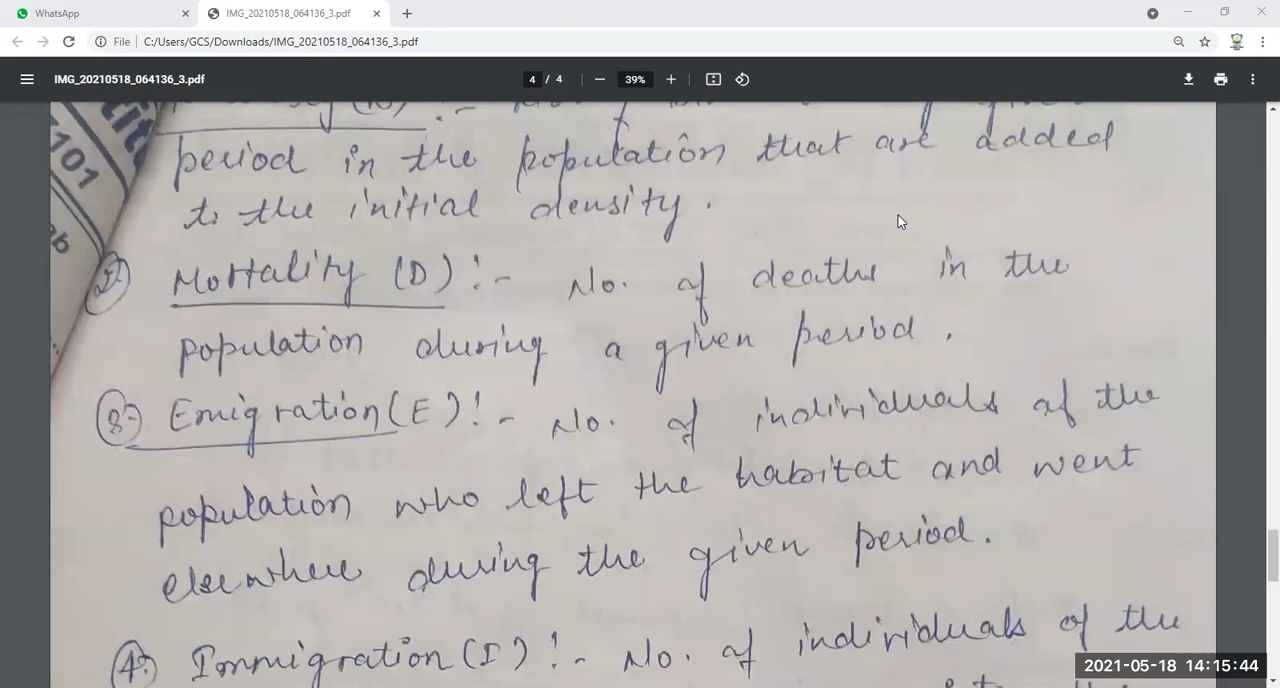 WhatsApp
IMG_20210518_064136_3.pdf
File C:/Users/GCS/Downloads/IMG_20210518_064136_3.pdf
IMG_20210518_064136_3.pdf
4 / 4
39%
101
period in the population that are added
to the initial density.
2. Mortality (D) :- No. of deaths in the
population during a given period.
3. Emigration (E) :- No. of individuals of the
population who left the habitat and went
elsewhere during the given period.
4. Immigration (I) :- No. of individuals of the
2021-05-18 14:15:44